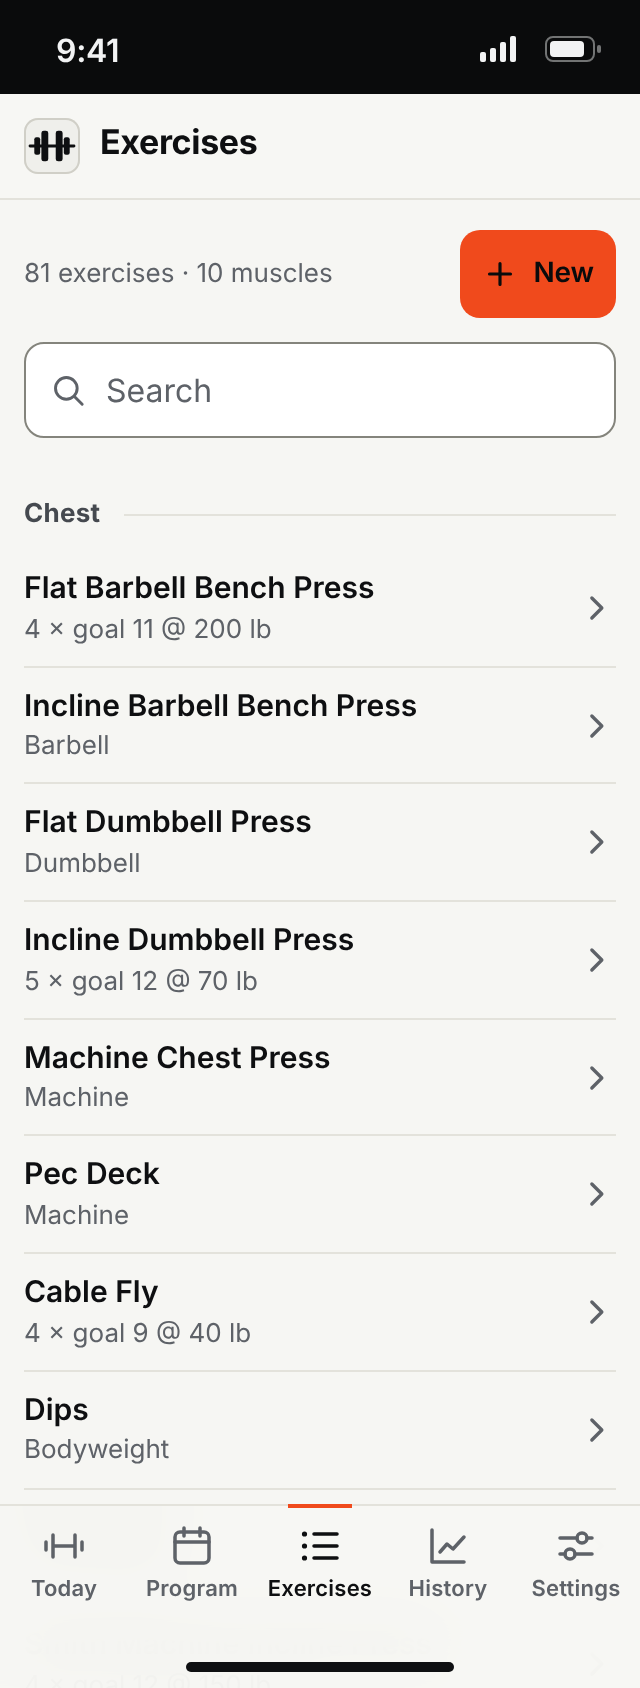 9:41
Exercises
81 exercises · 10 muscles
New
Search
Chest
Flat Barbell Bench Press
4 × goal 11 @ 200 lb
Incline Barbell Bench Press
Barbell
Flat Dumbbell Press
Dumbbell
Incline Dumbbell Press
5 × goal 12 @ 70 lb
Machine Chest Press
Machine
Pec Deck
Machine
Cable Fly
4 × goal 9 @ 40 lb
Dips
Bodyweight
Today
Program
Exercises
History
Settings